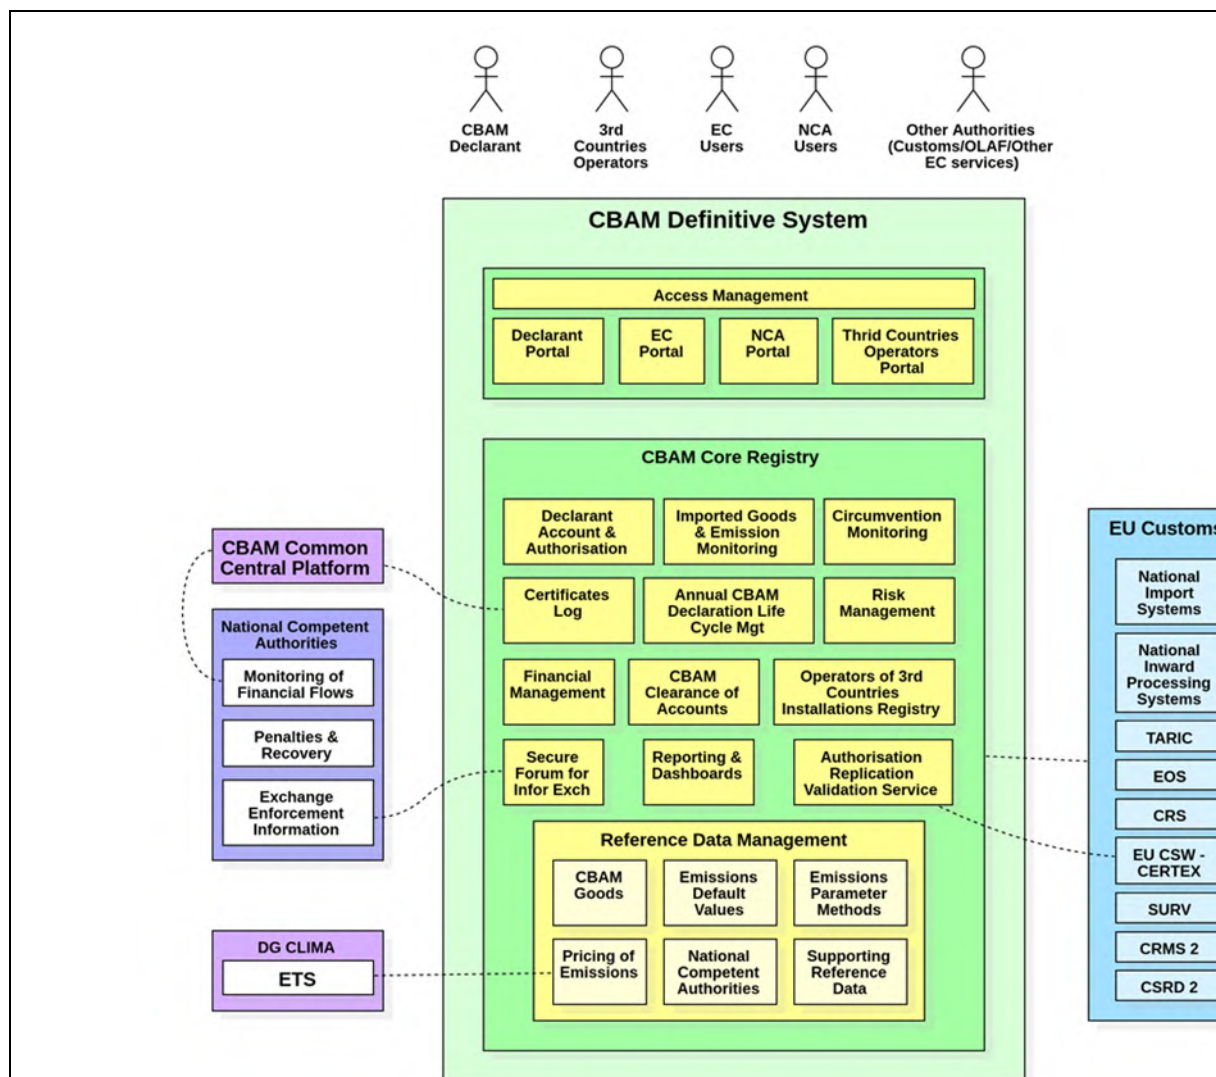 CBAM
Declarant
3rd
Countries
Operators
EC
Users
NCA
Users
Other Authorities
(Customs/OLAF/Other
EC services)
CBAM Definitive System
Access Management
Declarant
Portal
EC
Portal
NCA
Portal
Thrid Countries
Operators
Portal
CBAM Core Registry
Declarant
Account &
Authorisation
Imported Goods
& Emission
Monitoring
Circumvention
Monitoring
Certificates
Log
Annual CBAM
Declaration Life
Cycle Mgt
Risk
Management
Financial
Management
CBAM
Clearance of
Accounts
Operators of 3rd
Countries
Installations Registry
Secure
Forum for
Infor Exch
Reporting &
Dashboards
Authorisation
Replication
Validation Service
Reference Data Management
CBAM
Goods
Emissions
Default
Values
Emissions
Parameter
Methods
Pricing of
Emissions
National
Competent
Authorities
Supporting
Reference
Data
CBAM Common
Central Platform
National Competent
Authorities
Monitoring of
Financial Flows
Penalties &
Recovery
Exchange
Enforcement
Information
DG CLIMA
ETS
EU Customs
National
Import
Systems
National
Inward
Processing
Systems
TARIC
EOS
CRS
EU CSW -
CERTEX
SURV
CRMS 2
CSRD 2